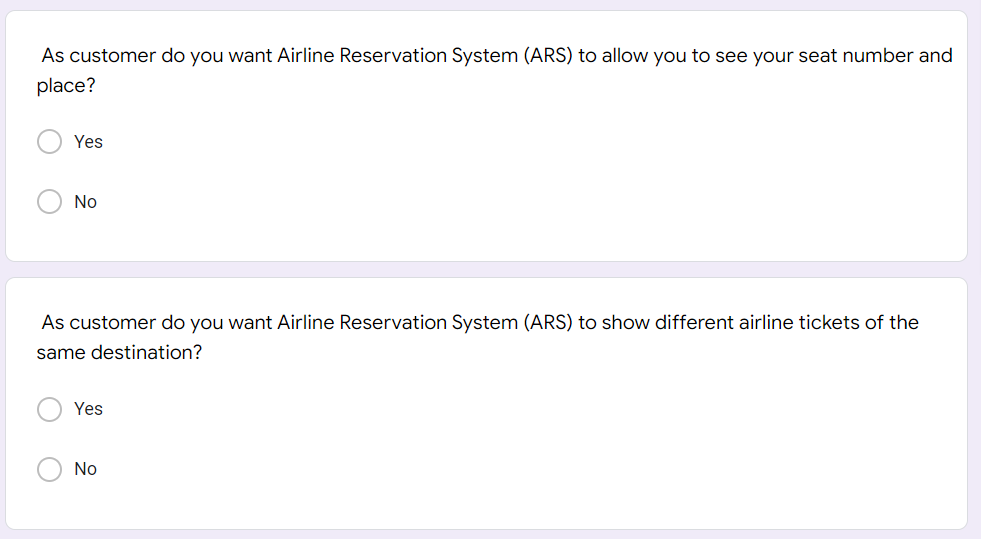 As customer do you want Airline Reservation System (ARS) to allow you to see your seat number and
place?
Yes
No
As customer do you want Airline Reservation System (ARS) to show different airline tickets of the
same destination?
Yes
No